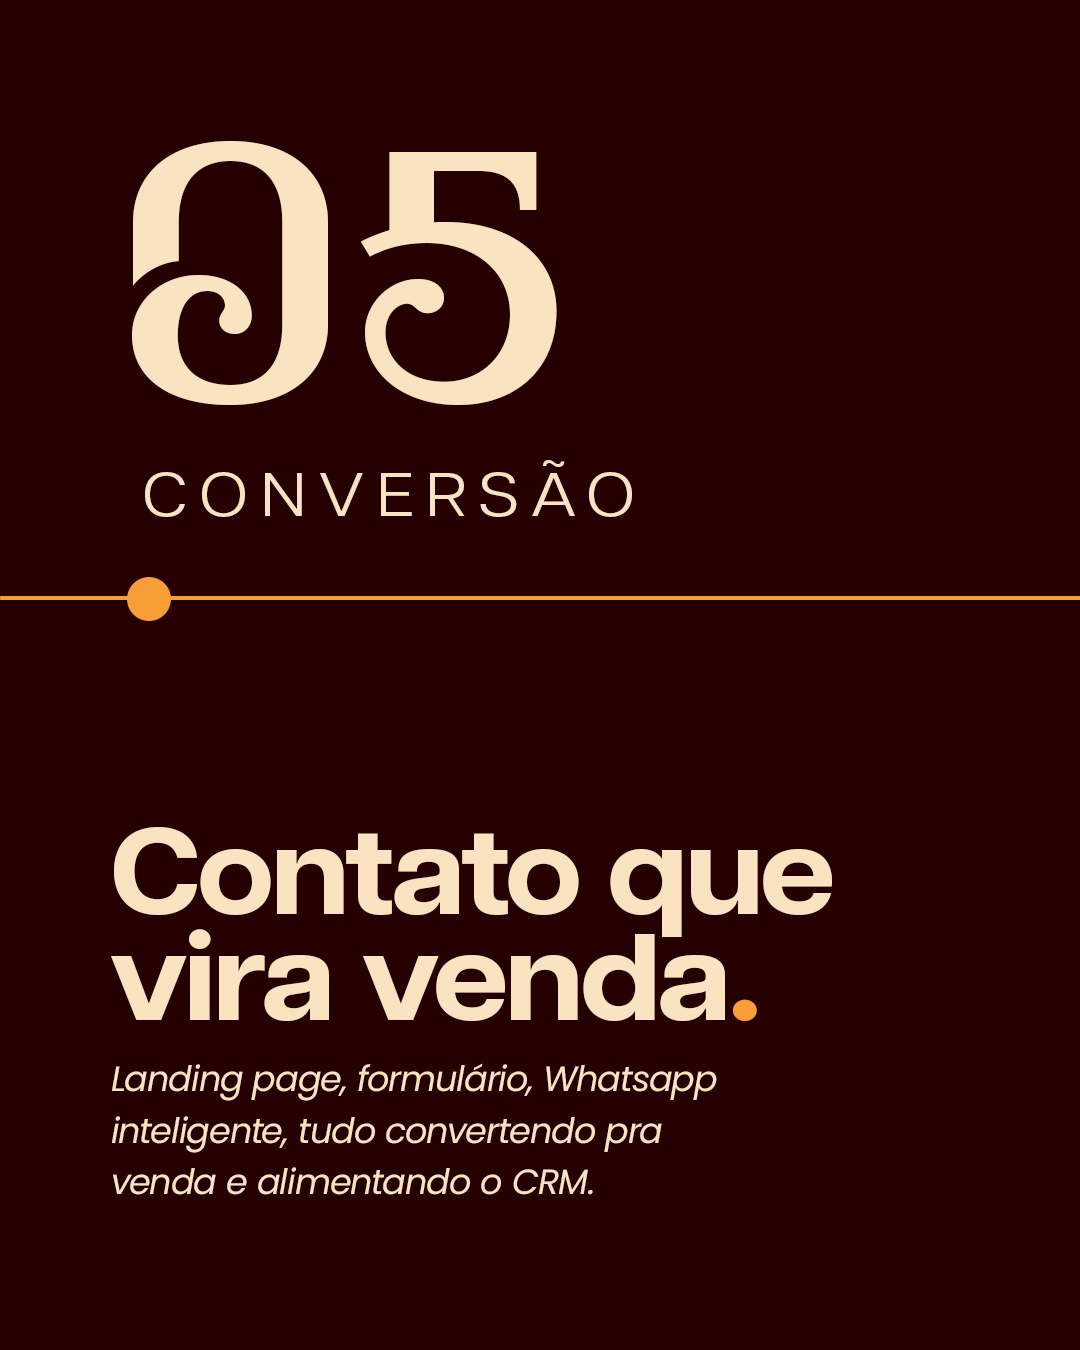 05
CONVERSÃO
Contato que
vira venda.
Landing page, formulário, Whatsapp
inteligente, tudo convertendo pra
venda e alimentando o CRM.